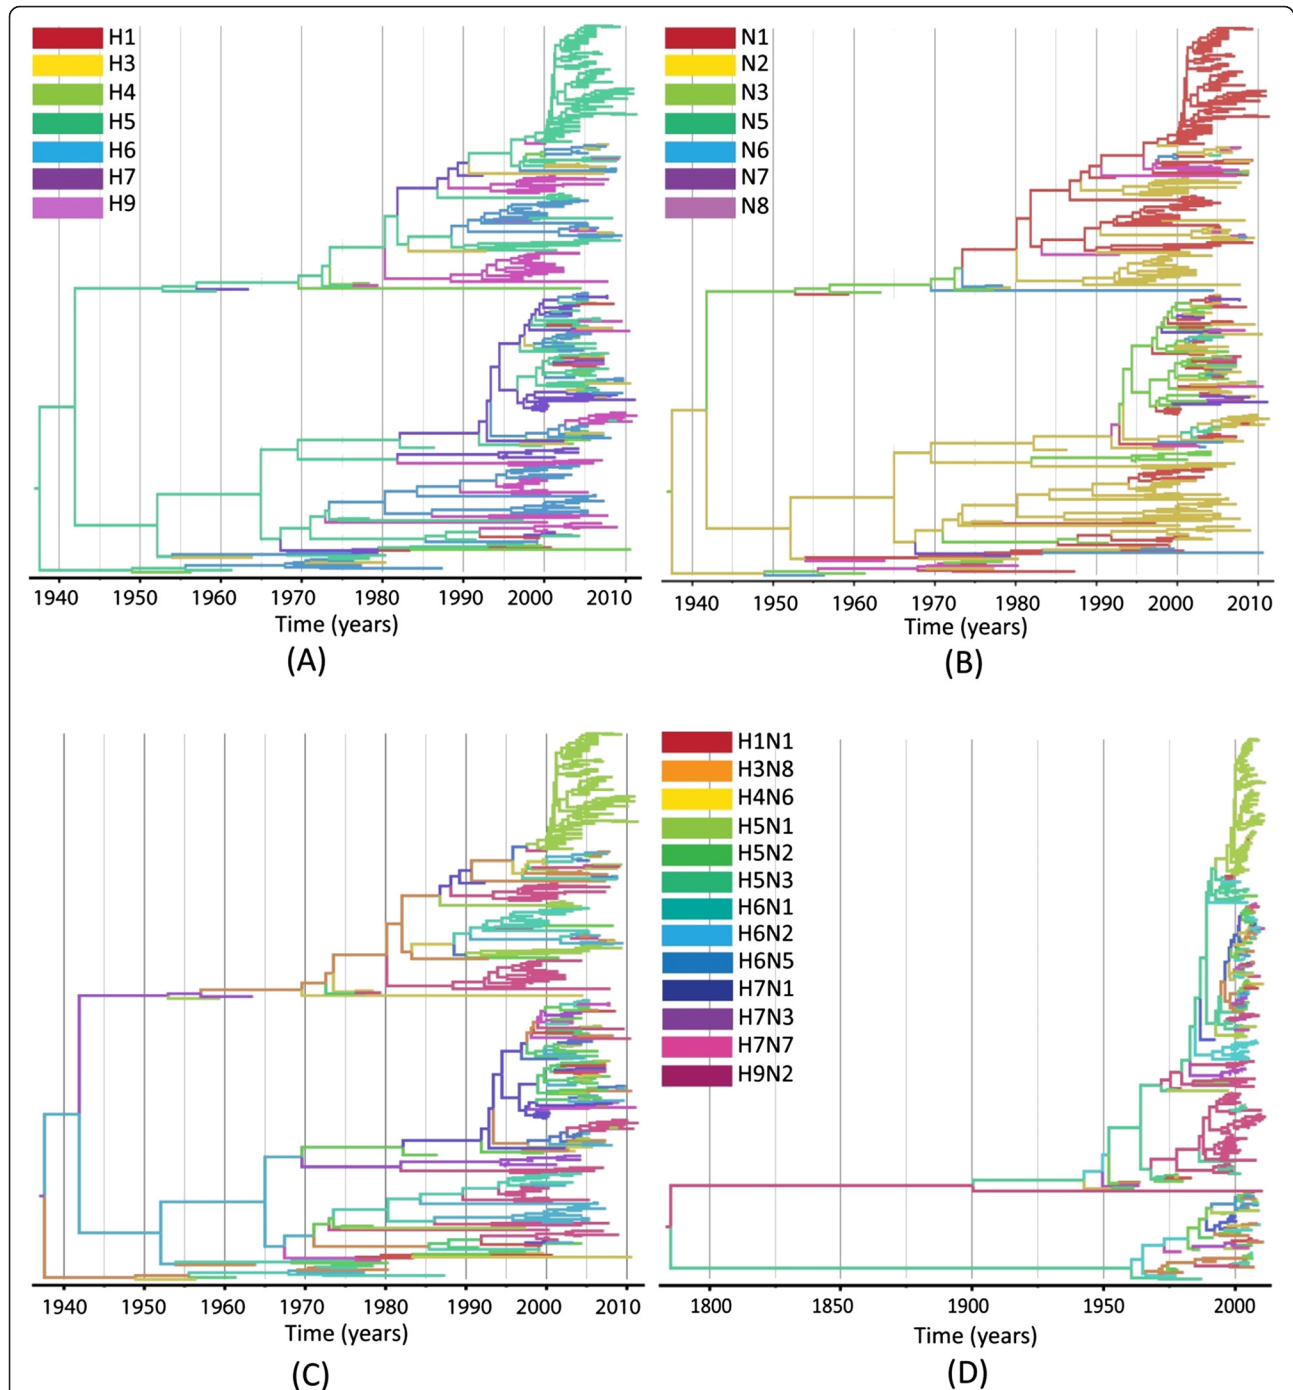 H1
H3
H4
H5
H6
H7
H9
1940 1950 1960 1970 1980 1990 2000 2010
Time (years)
(A)
N1
N2
N3
N5
N6
N7
N8
1940 1950 1960 1970 1980 1990 2000 2010
Time (years)
(B)
1940 1950 1960 1970 1980 1990 2000 2010
Time (years)
(C)
H1N1
H3N8
H4N6
H5N1
H5N2
H5N3
H6N1
H6N2
H6N5
H7N1
H7N3
H7N7
H9N2
1800 1850 1900 1950 2000
Time (years)
(D)